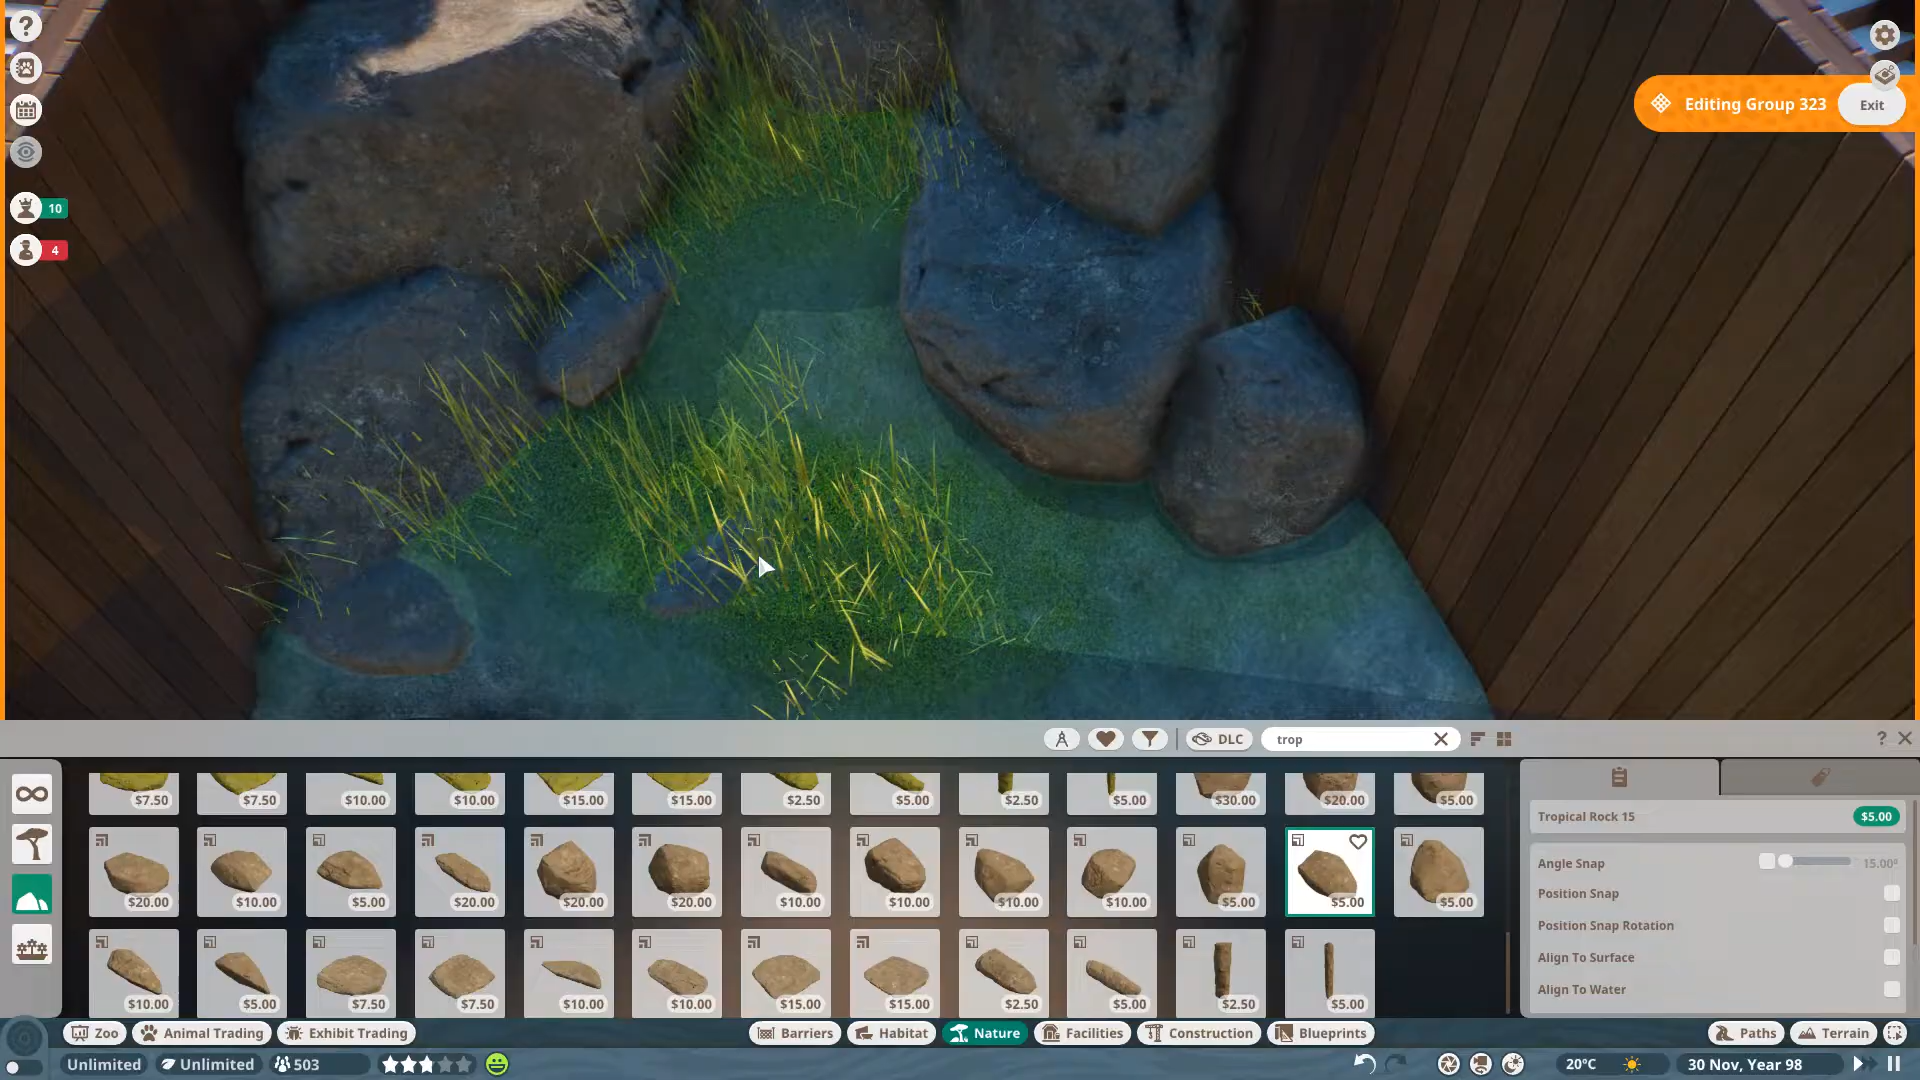 ?
Editing Group 323
Exit
10
4
DLC
trop
?
$7.50
$7.50
$10.00
$10.00
$15.00
$15.00
$2.50
$5.00
$2.50
$5.00
$30.00
$20.00
$5.00
$20.00
$10.00
$5.00
$20.00
$20.00
$20.00
$10.00
$10.00
$10.00
$10.00
$5.00
$5.00
$5.00
$10.00
$5.00
$7.50
$7.50
$10.00
$10.00
$15.00
$15.00
$2.50
$5.00
$2.50
$5.00
Tropical Rock 15
$5.00
Angle Snap
15.00°
Position Snap
Position Snap Rotation
Align To Surface
Align To Water
Zoo
Animal Trading
Exhibit Trading
Barriers
Habitat
Nature
Facilities
Construction
Blueprints
Paths
Terrain
Unlimited
Unlimited
503
20°C
30 Nov, Year 98